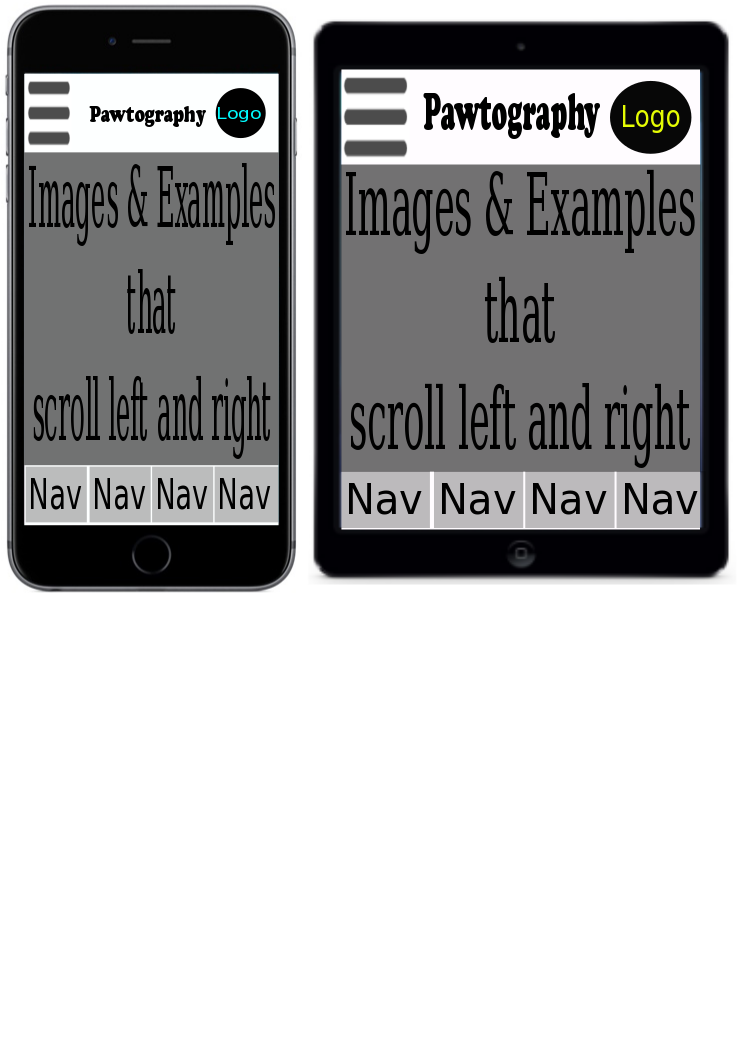 Pawtography Logo
Images & Examples
that
scroll left and right
Nav Nav Nav Nav
Pawtography Logo
Images & Examples
that
scroll left and right
Nav Nav Nav Nav